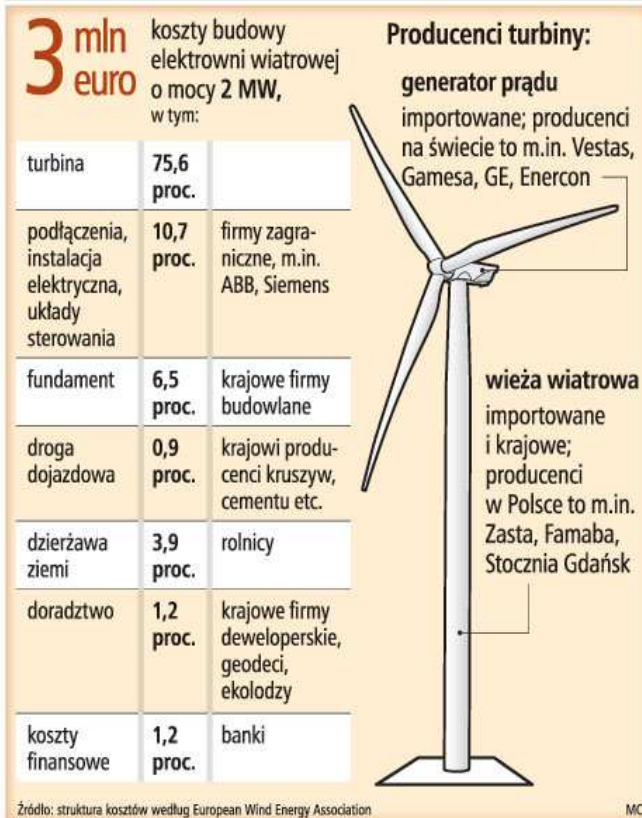 3 mln euro
koszty budowy
elektrowni wiatrowej
o mocy 2 MW,
w tym:
turbina
75,6
proc.
podłączenia,
instalacja
elektryczna,
układy
sterowania
10,7
proc.
firmy zagra-
niczne, m.in.
ABB, Siemens
fundament
6,5
proc.
krajowe firmy
budowlane
droga
dojazdowa
0,9
proc.
krajowi produ-
cenci kruszyw,
cementu etc.
dzierżawa
ziemi
3,9
proc.
rolnicy
doradztwo
1,2
proc.
krajowe firmy
deweloperskie,
geodeci,
ekolodzy
koszty
finansowe
1,2
proc.
banki
Producenci turbiny:
generator prądu
importowane; producenci
na świecie to m.in. Vestas,
Gamesa, GE, Enercon
wieża wiatrowa
importowane
i krajowe;
producenci
w Polsce to m.in.
Zasta, Famaba,
Stocznia Gdańsk
Źródło: struktura kosztów według European Wind Energy Association